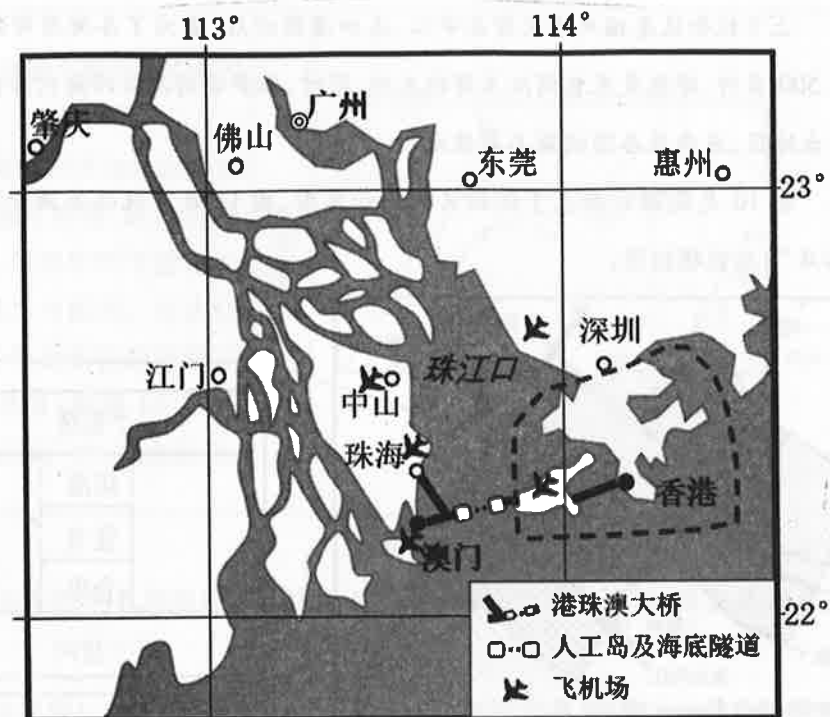 113°
114°
肇庆
广州
佛山
东莞
惠州
23°
深圳
珠江口
江门
中山
珠海
香港
澳门
22°
港珠澳大桥
人工岛及海底隧道
飞机场